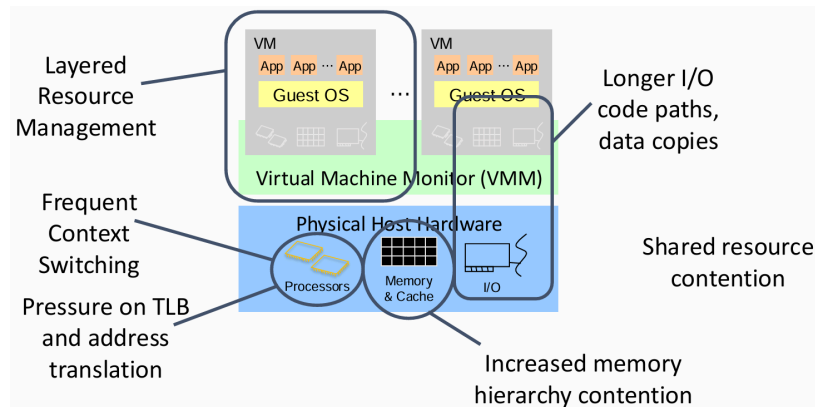 VM
App App ... App
Guest OS
...
VM
App App ... App
Guest OS
Virtual Machine Monitor (VMM)
Physical Host Hardware
Processors
Memory
& Cache
I/O
Layered
Resource
Management
Frequent
Context
Switching
Pressure on TLB
and address
translation
Longer I/O
code paths,
data copies
Shared resource
contention
Increased memory
hierarchy contention